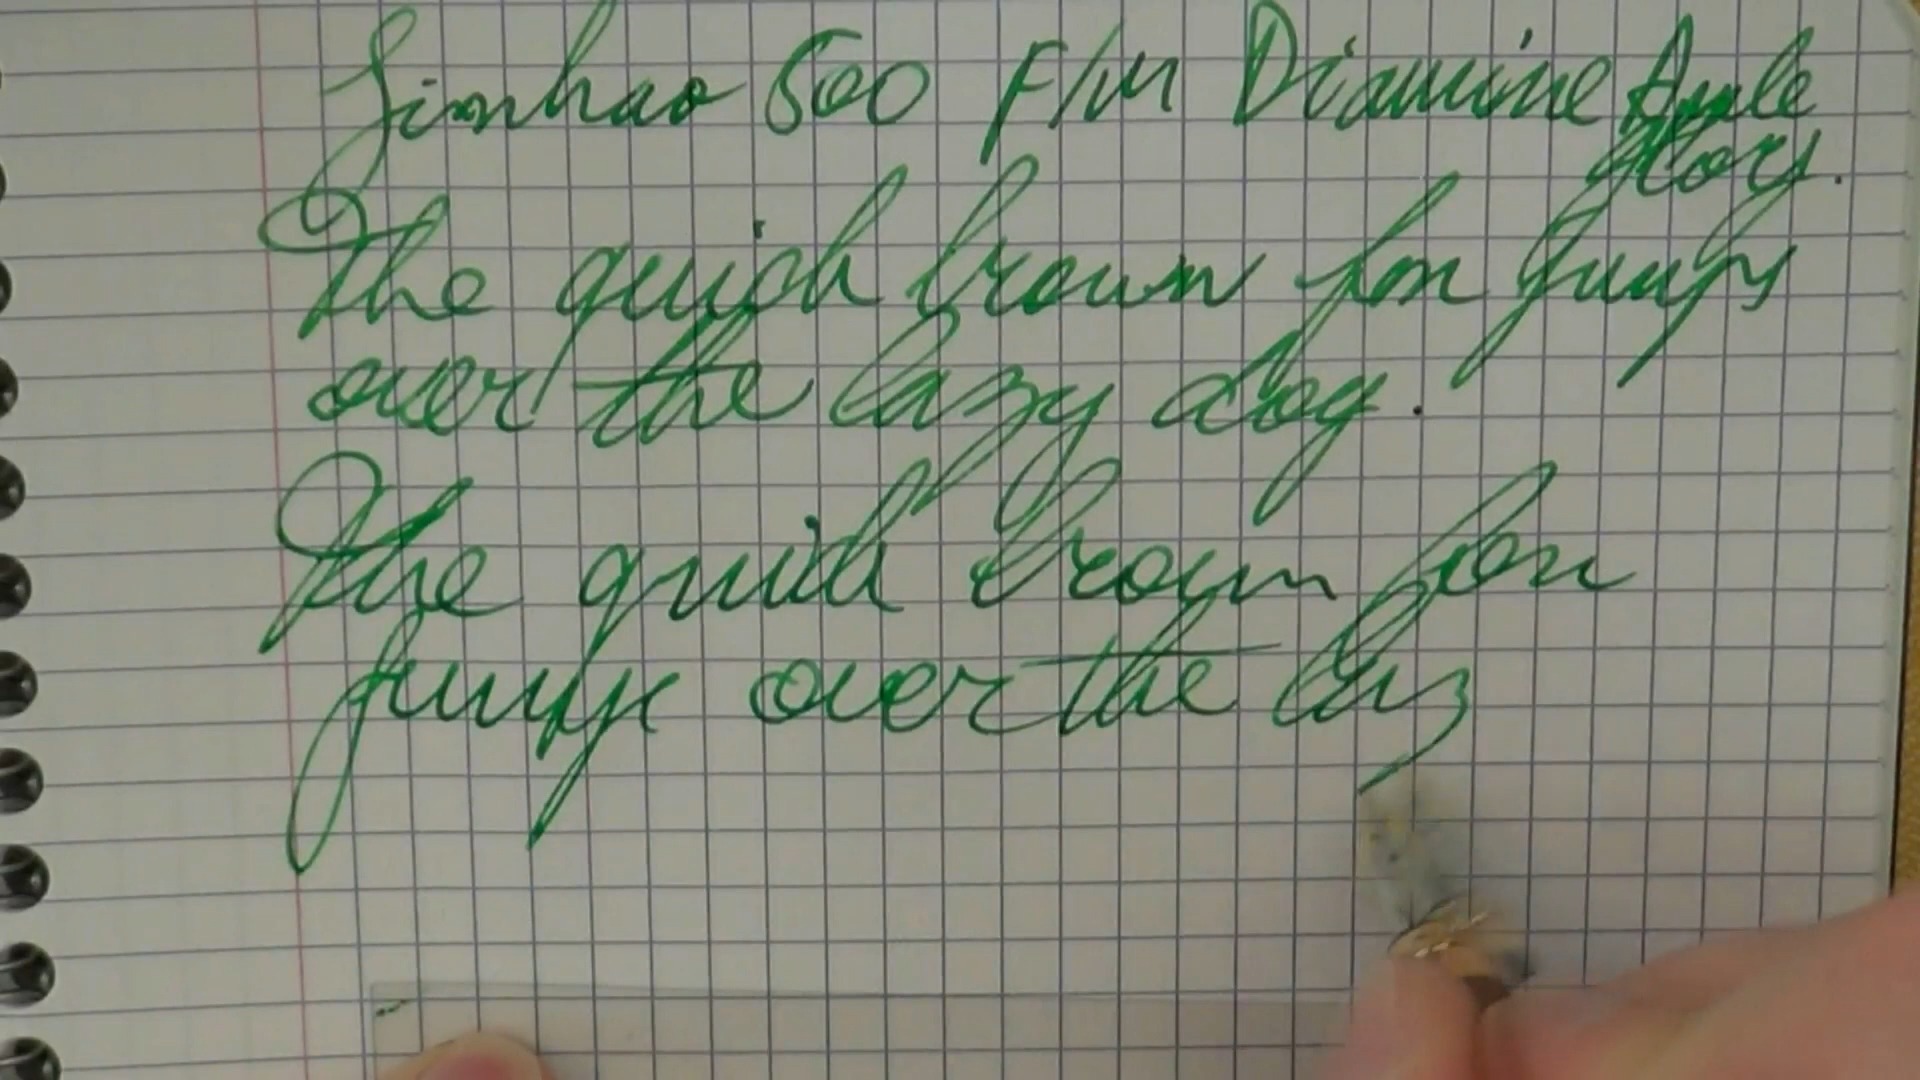 Jinhao 500 F/M Diamine Apple
Glory.
The quick brown fox jumps
over the lazy dog.
The quick brown fox
jumps over the laz